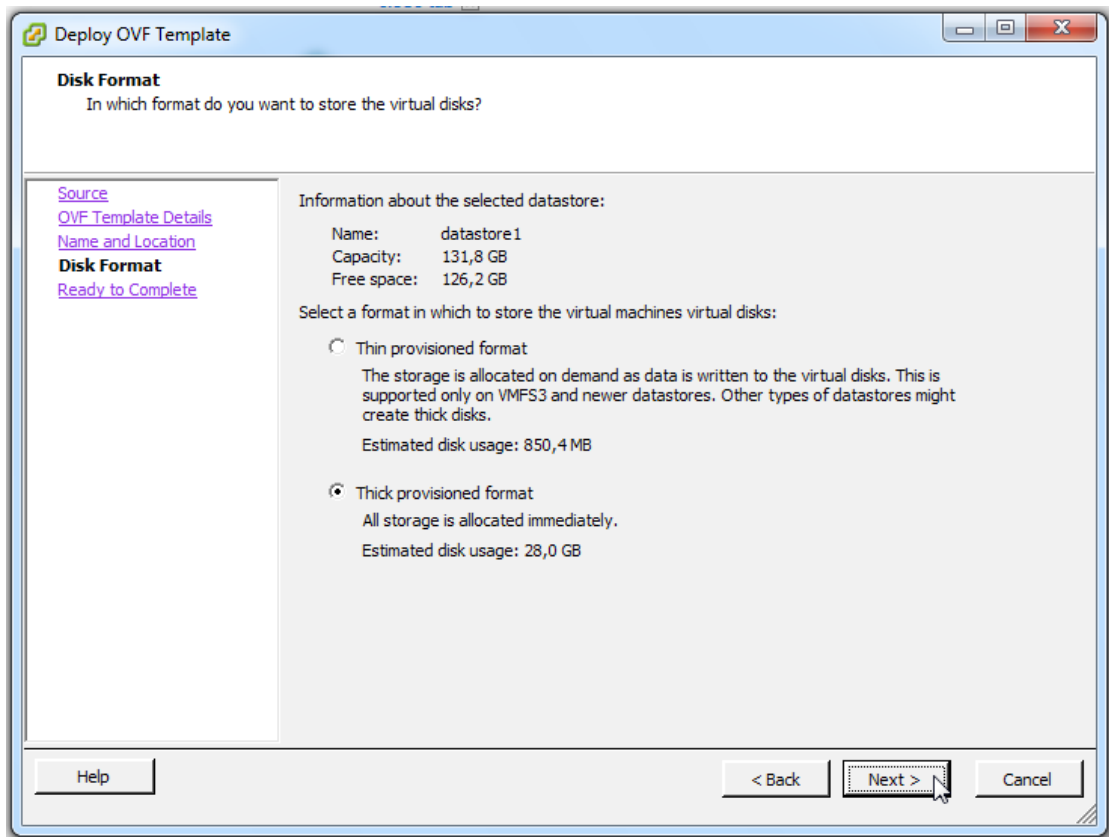 Deploy OVF Template
Disk Format
In which format do you want to store the virtual disks?
Source
OVF Template Details
Name and Location
Disk Format
Ready to Complete
Information about the selected datastore:
Name: datastore1
Capacity: 131,8 GB
Free space: 126,2 GB
Select a format in which to store the virtual machines virtual disks:
Thin provisioned format
The storage is allocated on demand as data is written to the virtual disks. This is
supported only on VMFS3 and newer datastores. Other types of datastores might
create thick disks.
Estimated disk usage: 850,4 MB
Thick provisioned format
All storage is allocated immediately.
Estimated disk usage: 28,0 GB
Help
< Back
Next >
Cancel